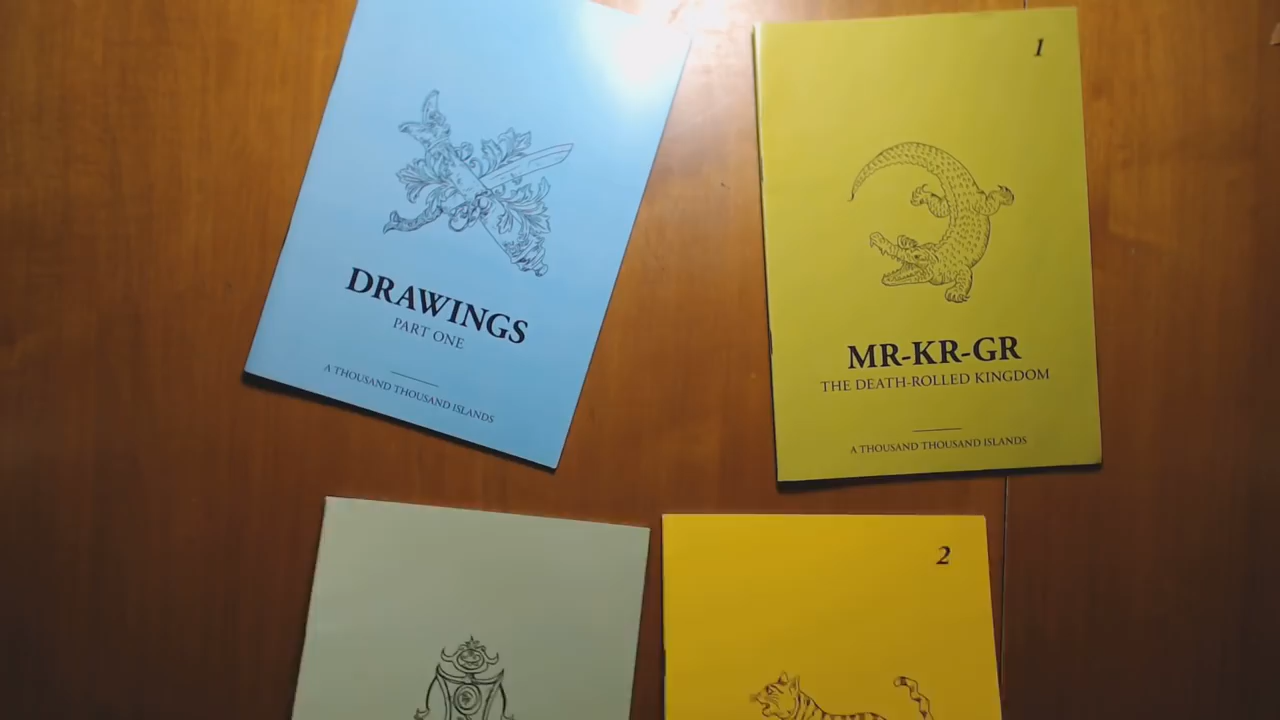 DRAWINGS
PART ONE
A THOUSAND THOUSAND ISLANDS
1
MR-KR-GR
THE DEATH-ROLLED KINGDOM
A THOUSAND THOUSAND ISLANDS
2